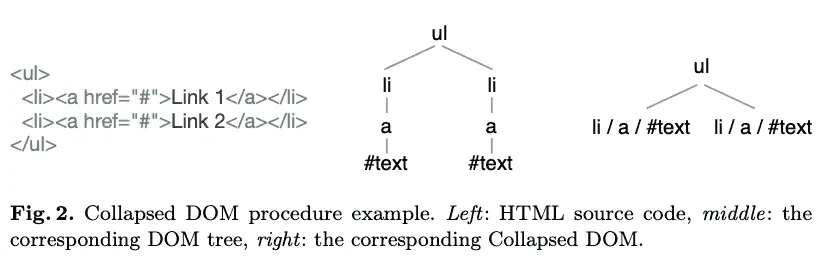 <ul>
<li><a href="#">Link 1</a></li>
<li><a href="#">Link 2</a></li>
</ul>
ul
li li
a a
#text #text
ul
li / a / #text li / a / #text
Fig. 2. Collapsed DOM procedure example. Left: HTML source code, middle: the
corresponding DOM tree, right: the corresponding Collapsed DOM.